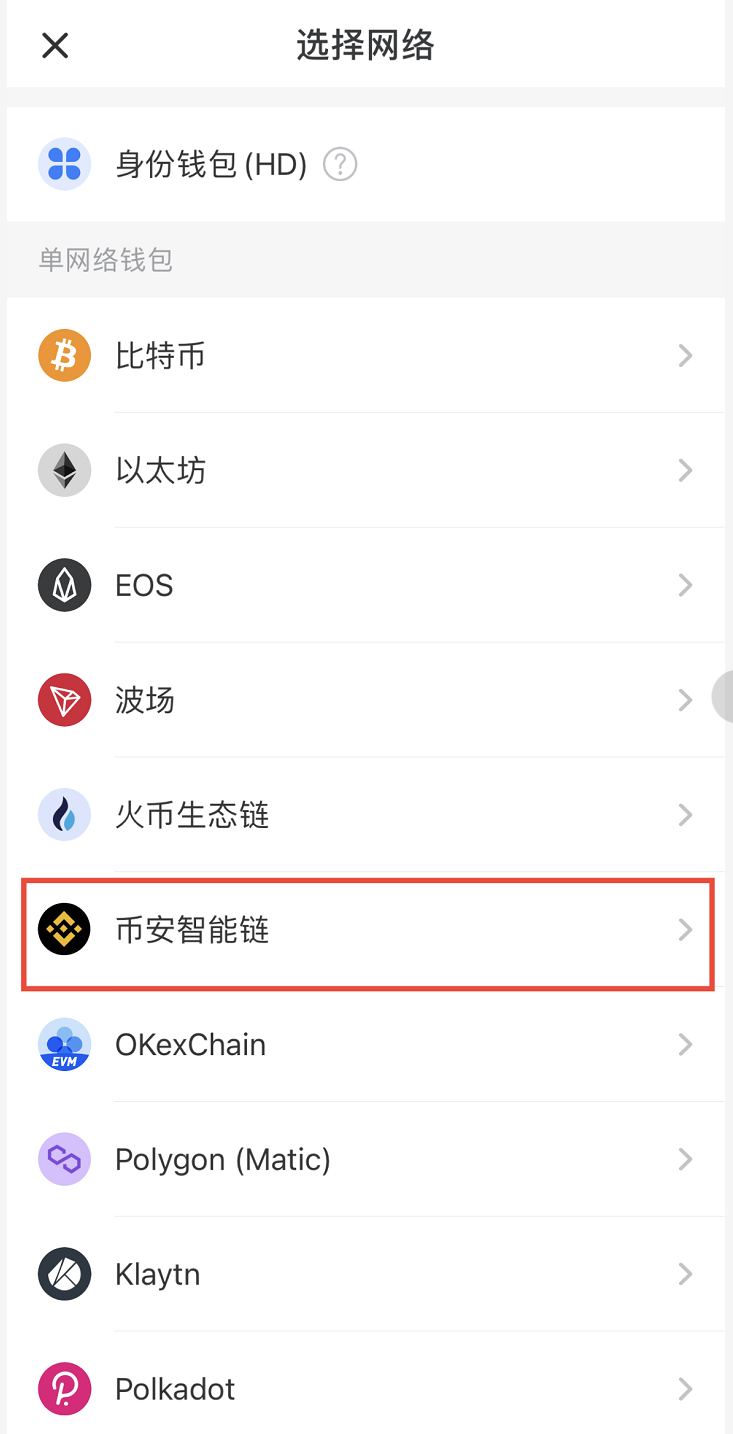 选择网络
身份钱包(HD) ?
单网络钱包
比特币
以太坊
EOS
波场
火币生态链
币安智能链
EVM
OKexChain
Polygon (Matic)
Klaytn
Polkadot